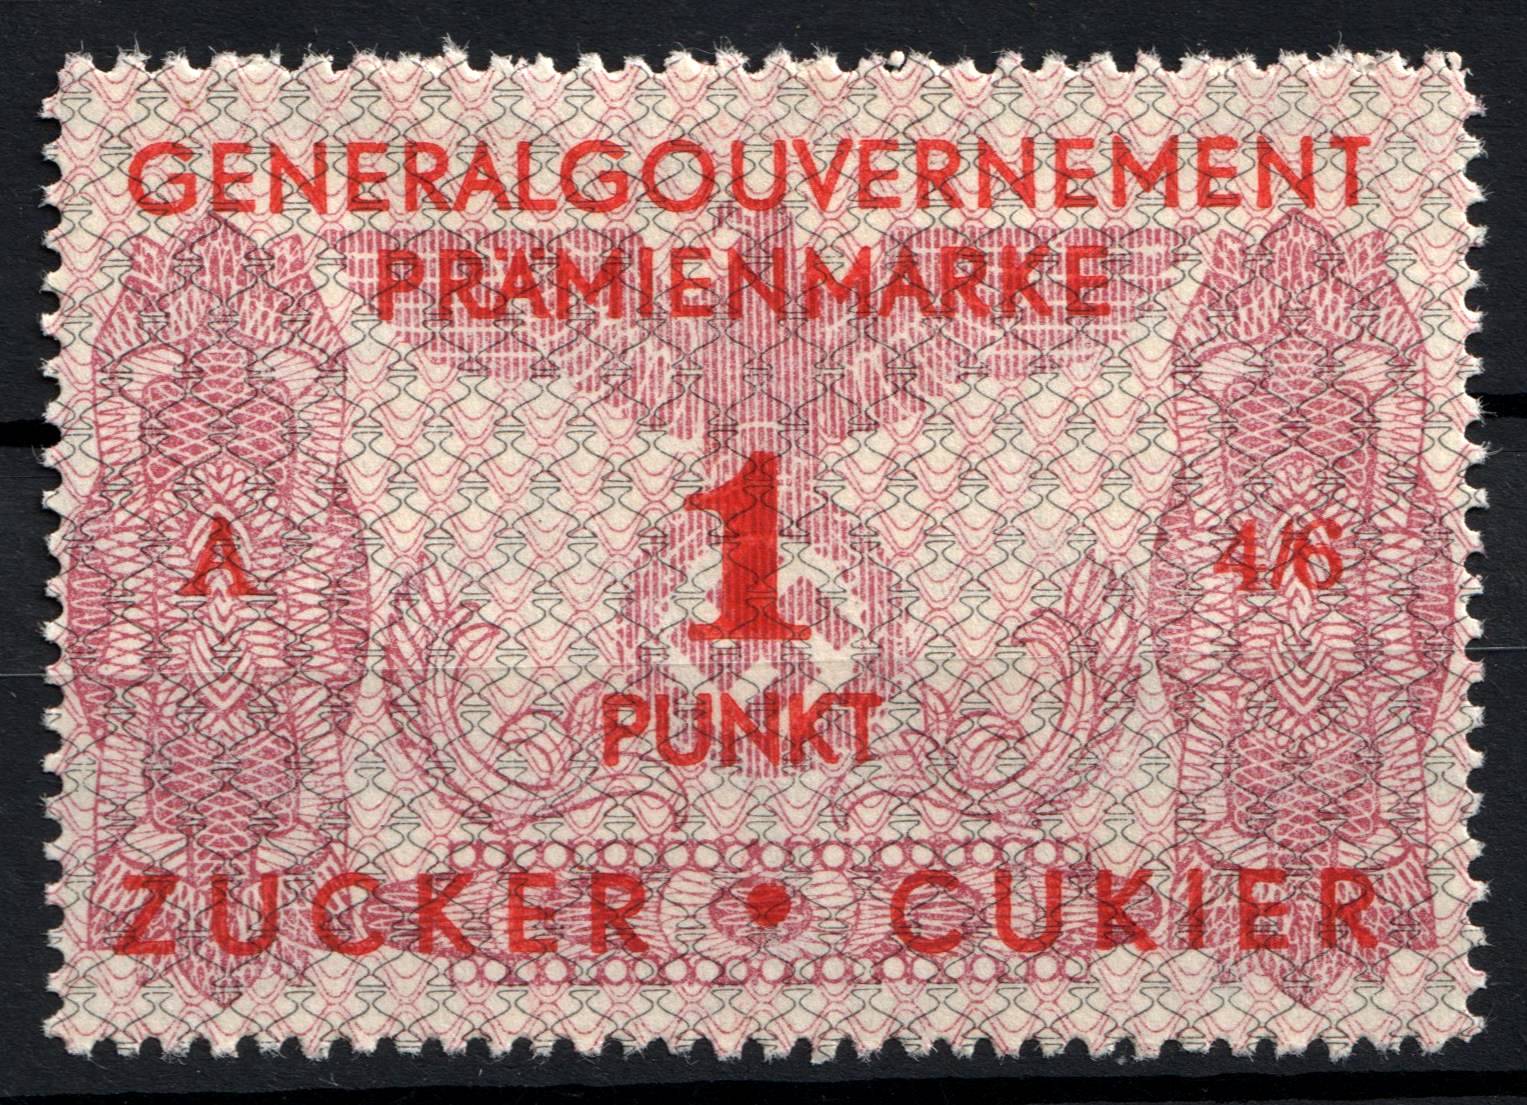 GENERALGOUVERNEMENT
PRÄMIENMARKE
1
A 4/6
PUNKT
ZUCKER • CUKIER